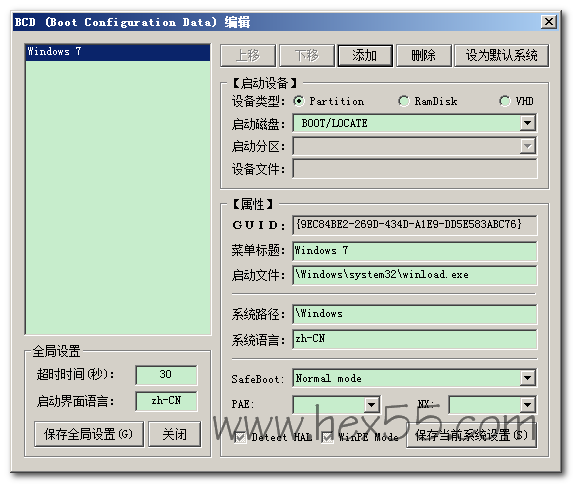 BCD (Boot Configuration Data) 编辑
Windows 7
上移 下移 添加 删除 设为默认系统
【启动设备】
设备类型: Partition RamDisk VHD
启动磁盘: BOOT/LOCATE
启动分区:
设备文件:
【属性】
GUID: {9EC84BE2-269D-434D-A1E9-DD5E583ABC76}
菜单标题: Windows 7
启动文件: \Windows\system32\winload.exe
系统路径: \Windows
系统语言: zh-CN
SafeBoot: Normal mode
PAE: NX:
Detect HAL WinPE Mode 保存当前系统设置(S)
全局设置
超时时间(秒): 30
启动界面语言: zh-CN
保存全局设置(G) 关闭
www.hex55.com